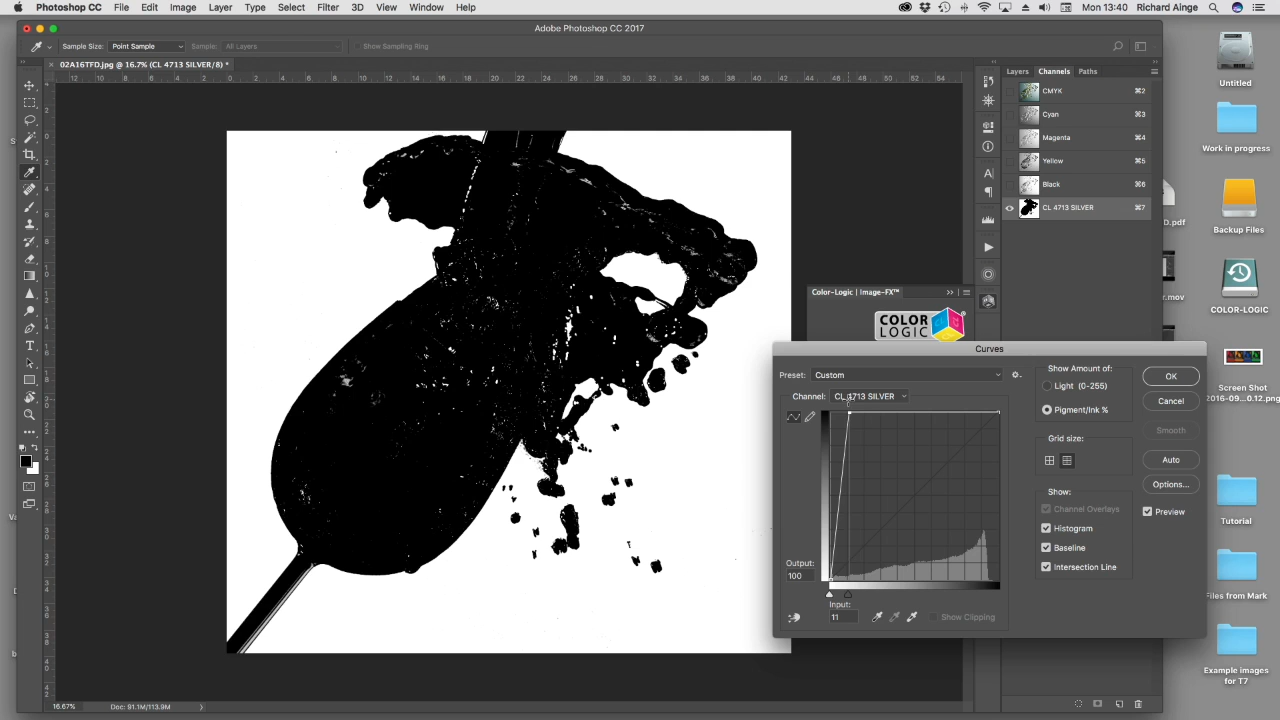 Photoshop CC File Edit Image Layer Type Select Filter 3D View Window Help Mon 13:40 Richard Ainge
Adobe Photoshop CC 2017
Sample Size: Point Sample Sample: All Layers Show Sampling Ring
02A16TFD.jpg @ 16.7% (CL 4713 SILVER/8) *
Layers Channels Paths
CMYK ⌘2
Cyan ⌘3
Magenta ⌘4
Yellow ⌘5
Black ⌘6
CL 4713 SILVER ⌘7
Color-Logic | Image-FX™
COLOR
LOGIC
Curves
Preset: Custom
Channel: CL 4713 SILVER
Output:
100
Input:
11
Show Clipping
Show Amount of:
Light (0-255)
Pigment/Ink %
Grid size:
Show:
Channel Overlays
Histogram
Baseline
Intersection Line
OK
Cancel
Smooth
Auto
Options...
Preview
16.67% Doc: 91.1M/113.9M
Untitled
Work in progress
Backup Files
COLOR-LOGIC
Screen Shot
2016-09...0.12.png
Tutorial
Files from Mark
Example images
for T7